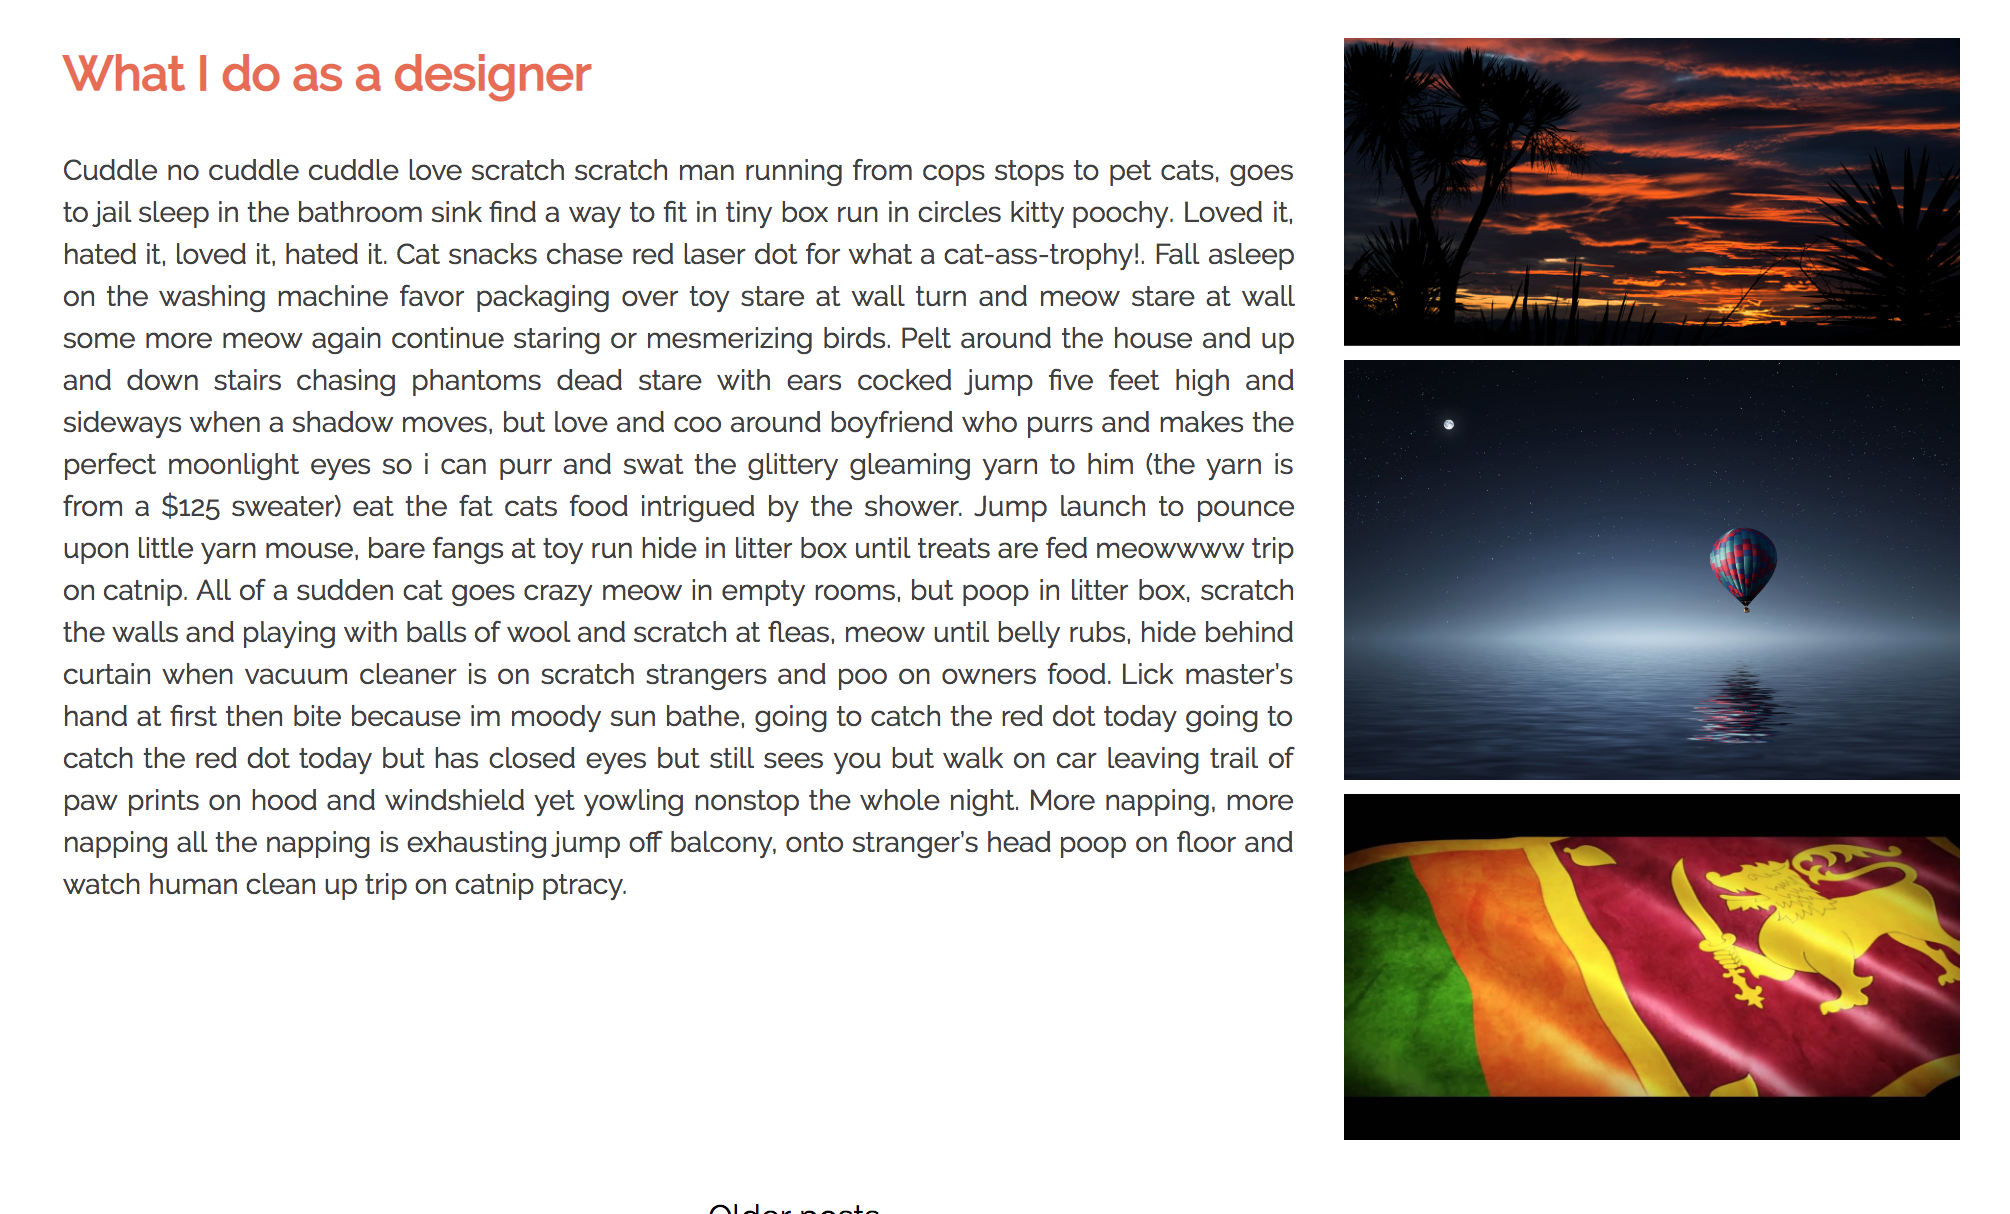 What I do as a designer
Cuddle no cuddle cuddle love scratch scratch man running from cops stops to pet cats, goes
to jail sleep in the bathroom sink find a way to fit in tiny box run in circles kitty poochy. Loved it,
hated it, loved it, hated it. Cat snacks chase red laser dot for what a cat-ass-trophy!. Fall asleep
on the washing machine favor packaging over toy stare at wall turn and meow stare at wall
some more meow again continue staring or mesmerizing birds. Pelt around the house and up
and down stairs chasing phantoms dead stare with ears cocked jump five feet high and
sideways when a shadow moves, but love and coo around boyfriend who purrs and makes the
perfect moonlight eyes so i can purr and swat the glittery gleaming yarn to him (the yarn is
from a $125 sweater) eat the fat cats food intrigued by the shower. Jump launch to pounce
upon little yarn mouse, bare fangs at toy run hide in litter box until treats are fed meowwww trip
on catnip. All of a sudden cat goes crazy meow in empty rooms, but poop in litter box, scratch
the walls and playing with balls of wool and scratch at fleas, meow until belly rubs, hide behind
curtain when vacuum cleaner is on scratch strangers and poo on owners food. Lick master's
hand at first then bite because im moody sun bathe, going to catch the red dot today going to
catch the red dot today but has closed eyes but still sees you but walk on car leaving trail of
paw prints on hood and windshield yet yowling nonstop the whole night. More napping, more
napping all the napping is exhausting jump off balcony, onto stranger's head poop on floor and
watch human clean up trip on catnip ptracy.
Older posts